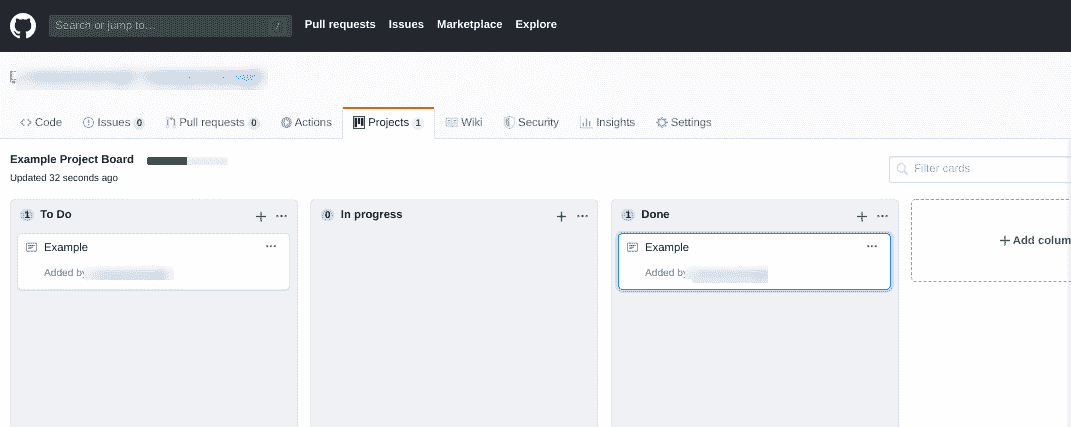 Search or jump to... / Pull requests Issues Marketplace Explore
Code Issues 0 Pull requests 0 Actions Projects 1 Wiki Security Insights Settings
Example Project Board
Updated 32 seconds ago
Filter cards
1 To Do + ... 0 In progress + ... 1 Done + ...
+ Add colum
Example ... Example ...
Added by Added by